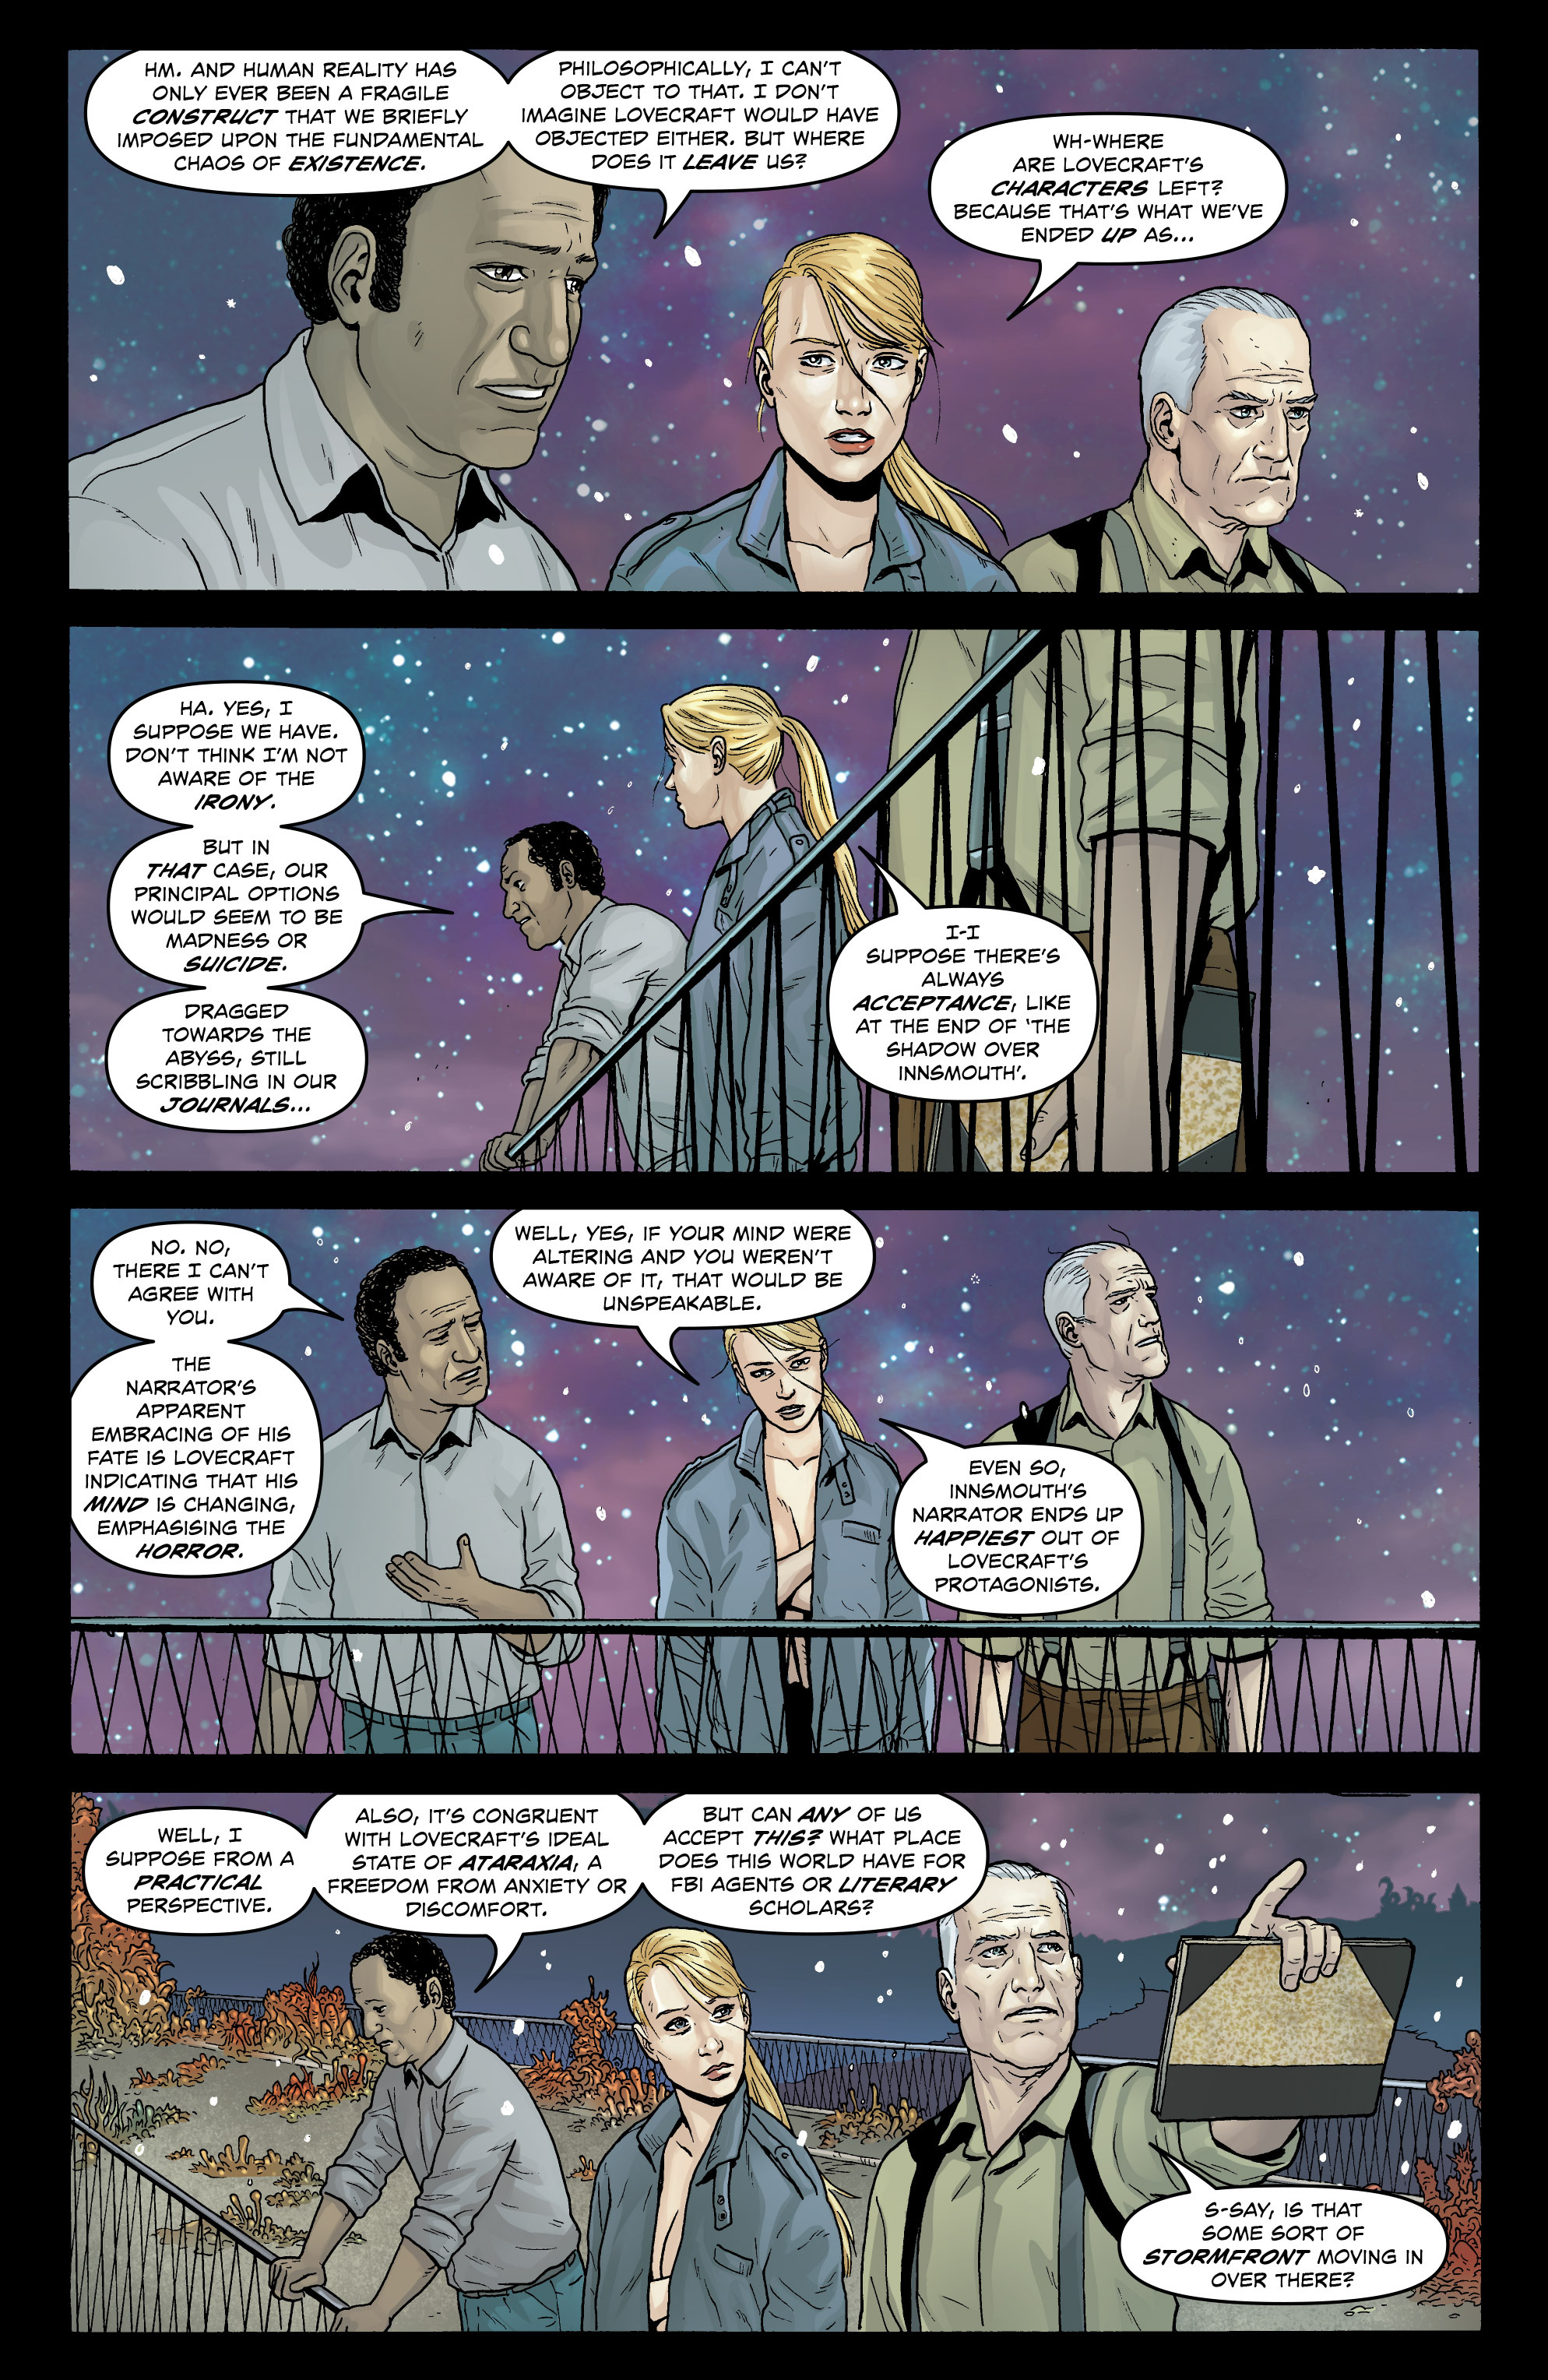 HM. AND HUMAN REALITY HAS
ONLY EVER BEEN A FRAGILE
CONSTRUCT THAT WE BRIEFLY
IMPOSED UPON THE FUNDAMENTAL
CHAOS OF EXISTENCE.
PHILOSOPHICALLY, I CAN'T
OBJECT TO THAT. I DON'T
IMAGINE LOVECRAFT WOULD HAVE
OBJECTED EITHER. BUT WHERE
DOES IT LEAVE US?
WH-WHERE
ARE LOVECRAFT'S
CHARACTERS LEFT?
BECAUSE THAT'S WHAT WE'VE
ENDED UP AS...
HA. YES, I
SUPPOSE WE HAVE.
DON'T THINK I'M NOT
AWARE OF THE
IRONY.
BUT IN
THAT CASE, OUR
PRINCIPAL OPTIONS
WOULD SEEM TO BE
MADNESS OR
SUICIDE.
DRAGGED
TOWARDS THE
ABYSS, STILL
SCRIBBLING IN OUR
JOURNALS...
I-I
SUPPOSE THERE'S
ALWAYS
ACCEPTANCE, LIKE
AT THE END OF 'THE
SHADOW OVER
INNSMOUTH'.
NO. NO,
THERE I CAN'T
AGREE WITH
YOU.
THE
NARRATOR'S
APPARENT
EMBRACING OF HIS
FATE IS LOVECRAFT
INDICATING THAT HIS
MIND IS CHANGING,
EMPHASISING THE
HORROR.
WELL, YES, IF YOUR MIND WERE
ALTERING AND YOU WEREN'T
AWARE OF IT, THAT WOULD BE
UNSPEAKABLE.
EVEN SO,
INNSMOUTH'S
NARRATOR ENDS UP
HAPPIEST OUT OF
LOVECRAFT'S
PROTAGONISTS.
WELL, I
SUPPOSE FROM A
PRACTICAL
PERSPECTIVE.
ALSO, IT'S CONGRUENT
WITH LOVECRAFT'S IDEAL
STATE OF ATARAXIA, A
FREEDOM FROM ANXIETY OR
DISCOMFORT.
BUT CAN ANY OF US
ACCEPT THIS? WHAT PLACE
DOES THIS WORLD HAVE FOR
FBI AGENTS OR LITERARY
SCHOLARS?
S-SAY, IS THAT
SOME SORT OF
STORMFRONT MOVING IN
OVER THERE?